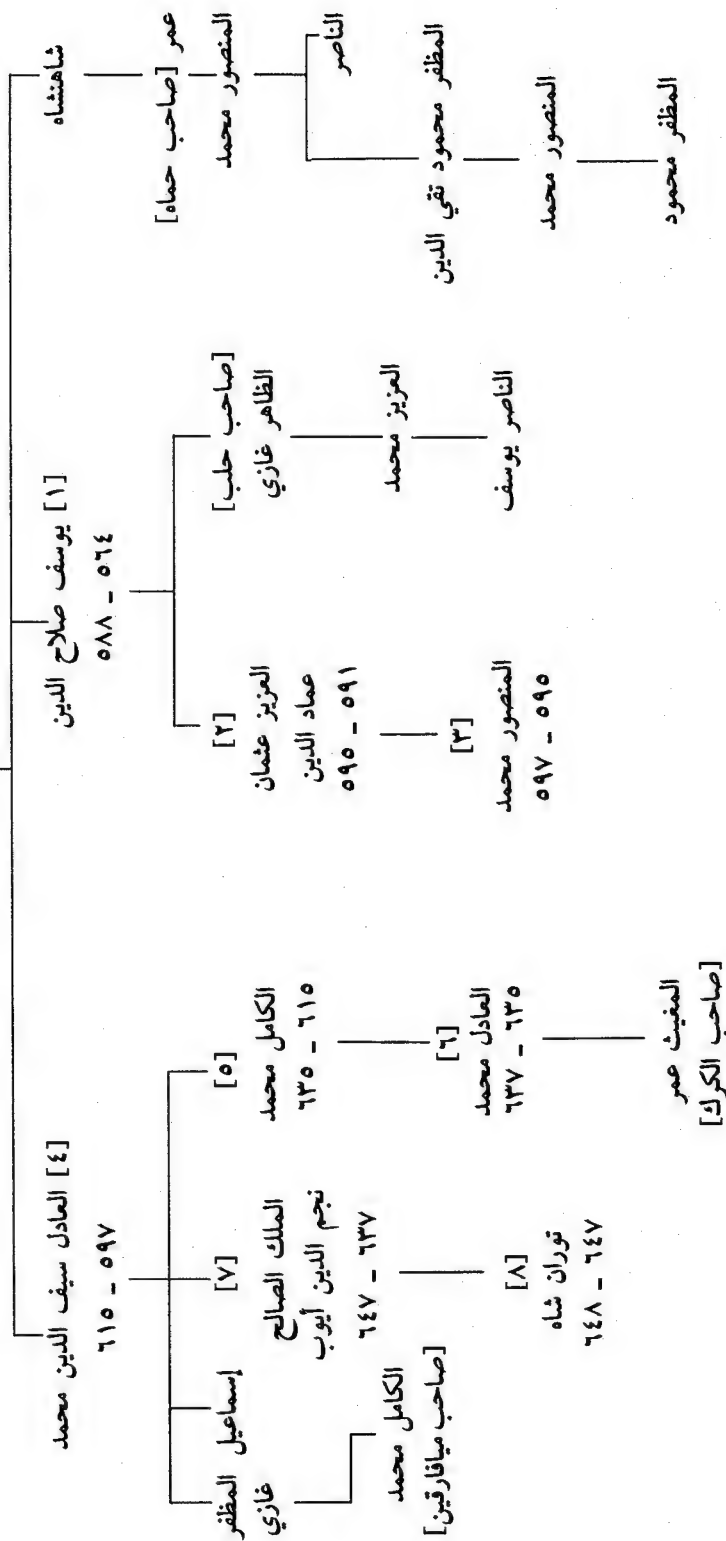 شاهنشاه
عمر [صاحب حماه]
المنصور محمد
الناصر
المظفر محمود تقي الدين
المنصور محمد
المظفر محمود
[١] يوسف صلاح الدين
٥٦٤ – ٥٨٨
[صاحب حلب]
الظاهر غازي
العزيز محمد
الناصر يوسف
[٢]
العزيز عثمان
عماد الدين
٥٩١ – ٥٩٥
[٣]
المنصور محمد
٥٩٥ – ٥٩٧
[٤] العادل سيف الدين محمد
٥٩٧ – ٦١٥
[٥]
الكامل محمد
٦١٥ – ٦٣٥
[٦]
العادل محمد
٦٣٥ – ٦٣٧
المغيث عمر
[صاحب الكرك]
[٧]
الملك الصالح
نجم الدين أيوب
٦٣٧ – ٦٤٧
[٨]
توران شاه
٦٤٧ – ٦٤٨
إسماعيل
المظفر
غازي
الكامل محمد
[صاحب ميافارقين]